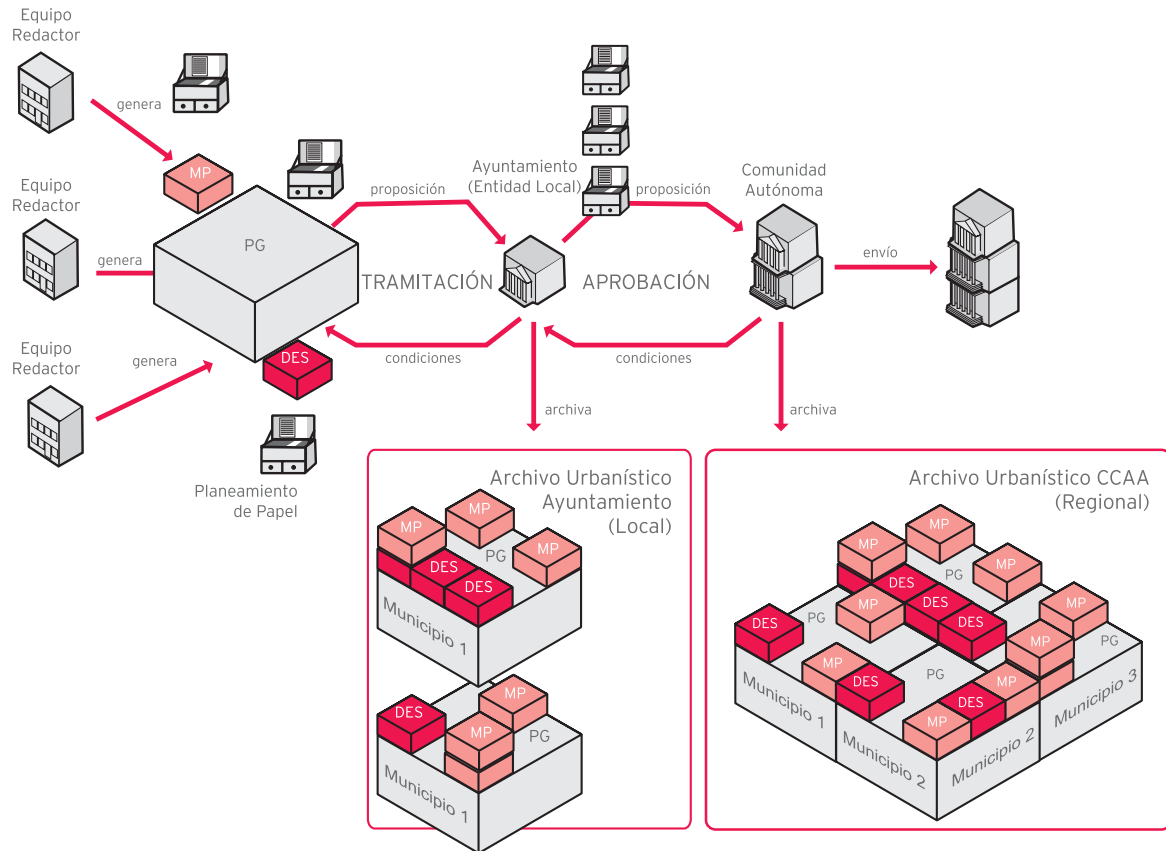 Equipo
Redactor
genera
MP
Equipo
Redactor
genera
PG
Equipo
Redactor
genera
DES
Planeamiento
de Papel
proposición
TRAMITACIÓN
condiciones
Ayuntamiento
(Entidad Local)
proposición
APROBACIÓN
condiciones
Comunidad
Autónoma
envío
archiva
archiva
Archivo Urbanístico
Ayuntamiento
(Local)
MP
MP
PG
MP
DES
DES
Municipio 1
MP
DES
MP
PG
Municipio 1
Archivo Urbanístico CCAA
(Regional)
MP
MP
MP
PG
DES
MP
DES
MP
PG
DES
DES
MP
PG
MP
DES
PG
MP
DES
MP
Municipio 1
Municipio 2
Municipio 2
Municipio 3